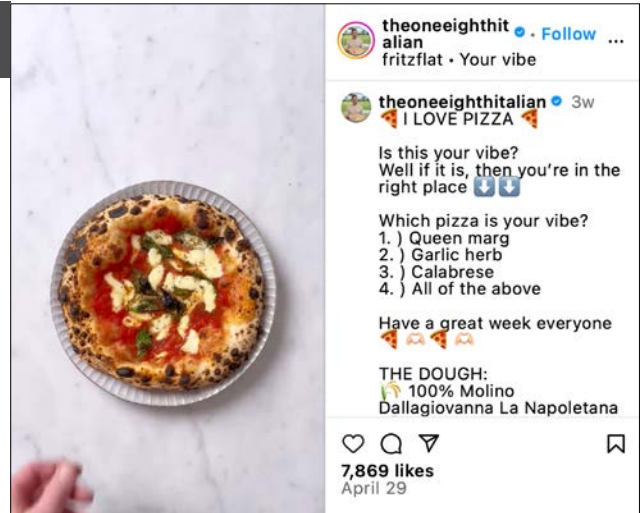 theoneeighthit
alian • Follow ...
fritzflat • Your vibe
theoneeighthitalian 3w
🍕 I LOVE PIZZA 🍕
Is this your vibe?
Well if it is, then you're in the
right place ⬇️⬇️
Which pizza is your vibe?
1. ) Queen marg
2. ) Garlic herb
3. ) Calabrese
4. ) All of the above
Have a great week everyone
🍕🫶🏻🍕🫶🏻
THE DOUGH:
🌾 100% Molino
Dallagiovanna La Napoletana
7,869 likes
April 29